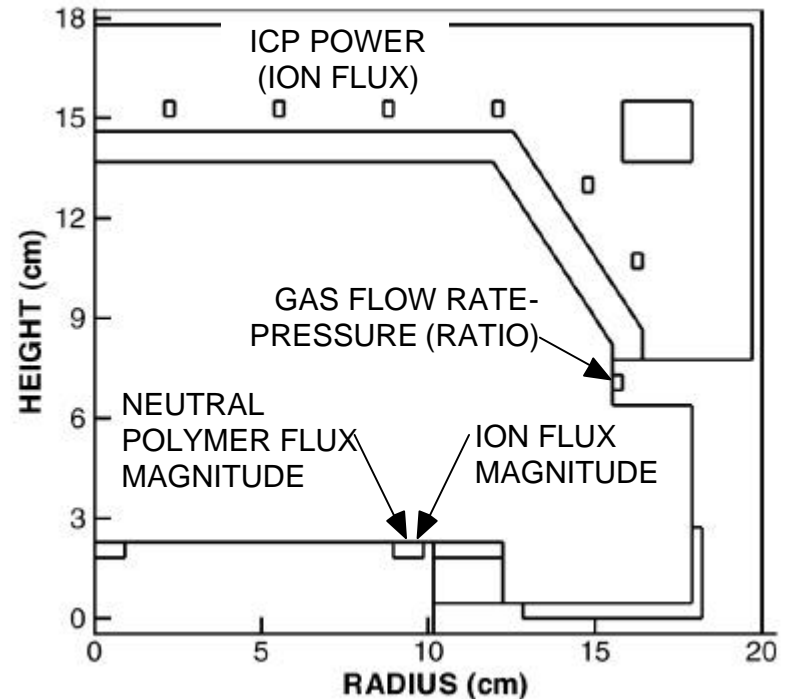 18
ICP POWER
(ION FLUX)
15
12
GAS FLOW RATE-
PRESSURE (RATIO)
9
HEIGHT (cm)
6
NEUTRAL
POLYMER FLUX
MAGNITUDE
ION FLUX
MAGNITUDE
3
0
0 5 10 15 20
RADIUS (cm)